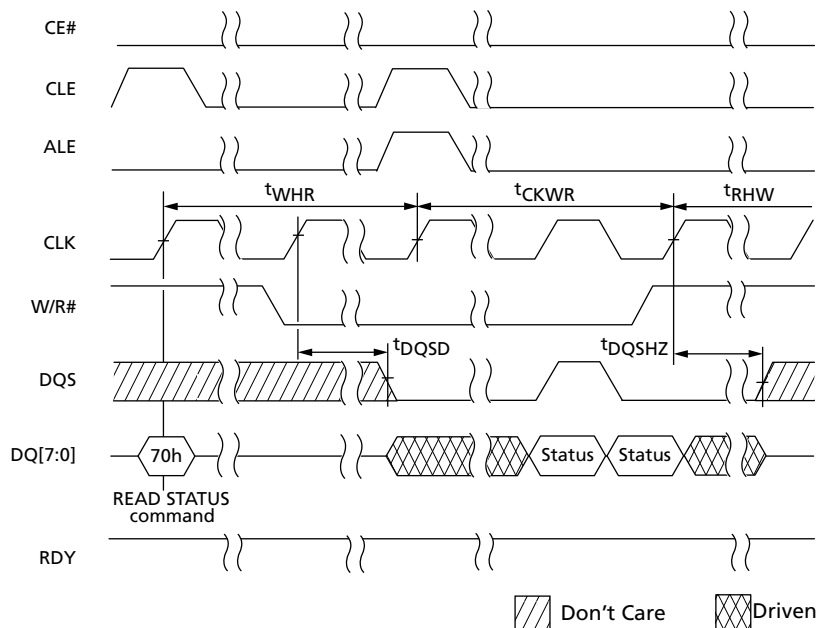 CE#
CLE
ALE
tWHR tCKWR tRHW
CLK
W/R#
tDQSD tDQSHZ
DQS
DQ[7:0] 70h Status Status
READ STATUS
command
RDY
Don't Care Driven